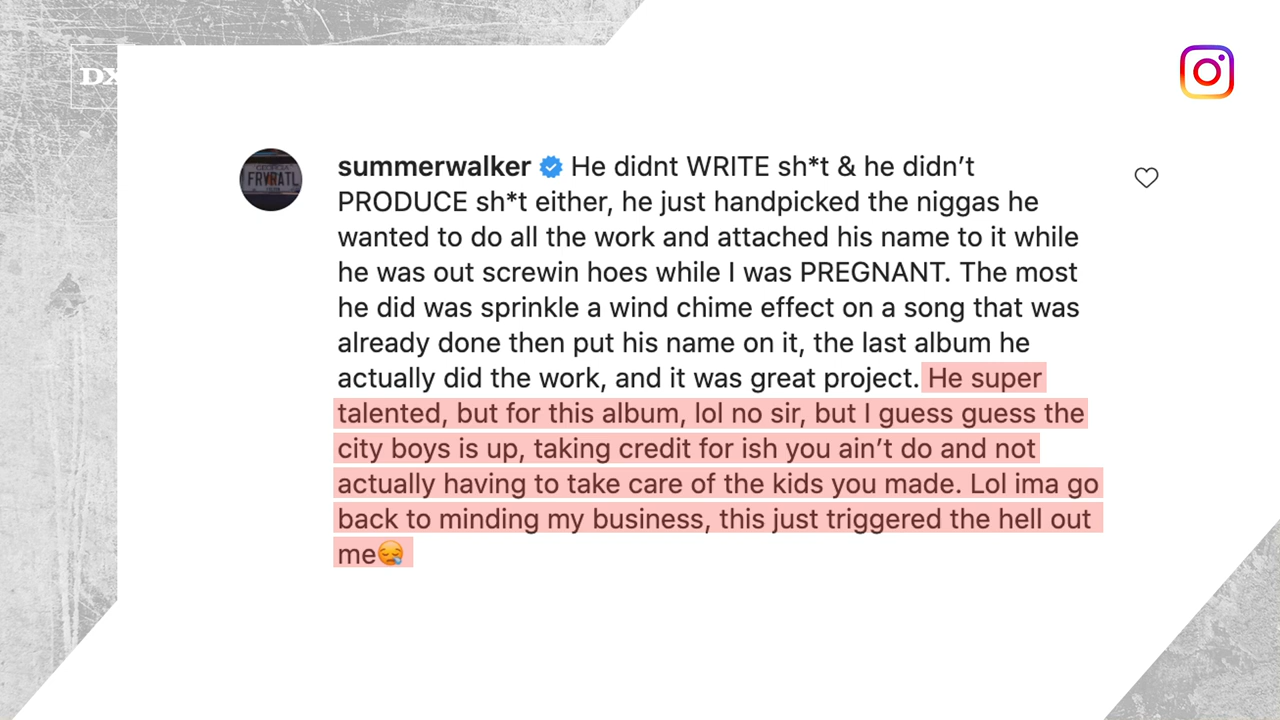 DX
summerwalker He didnt WRITE sh*t & he didn’t
PRODUCE sh*t either, he just handpicked the niggas he
wanted to do all the work and attached his name to it while
he was out screwin hoes while I was PREGNANT. The most
he did was sprinkle a wind chime effect on a song that was
already done then put his name on it, the last album he
actually did the work, and it was great project. He super
talented, but for this album, lol no sir, but I guess guess the
city boys is up, taking credit for ish you ain’t do and not
actually having to take care of the kids you made. Lol ima go
back to minding my business, this just triggered the hell out
me😪